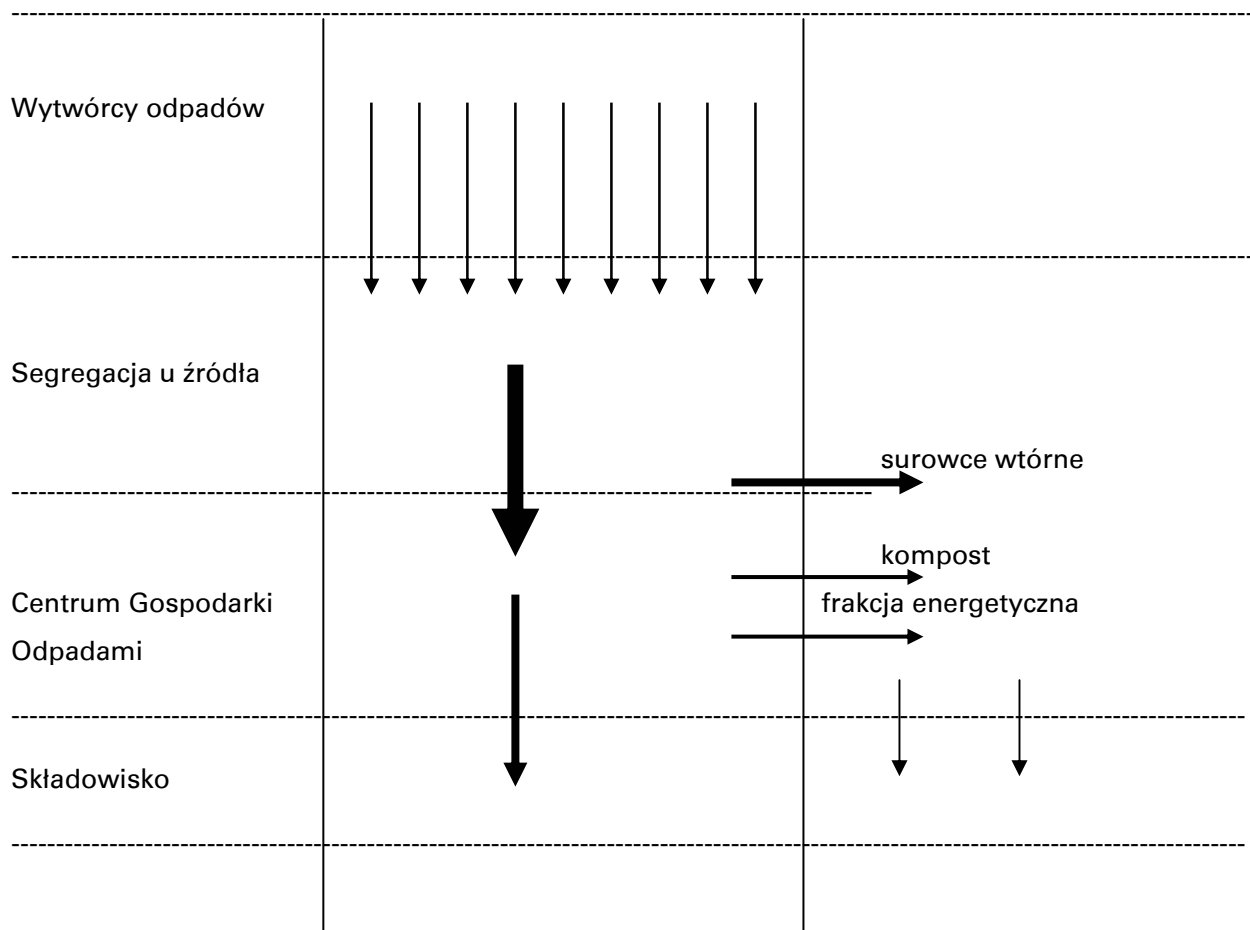 Wytwórcy odpadów
Segregacja u źródła
surowce wtórne
kompost
Centrum Gospodarki
frakcja energetyczna
Odpadami
Składowisko